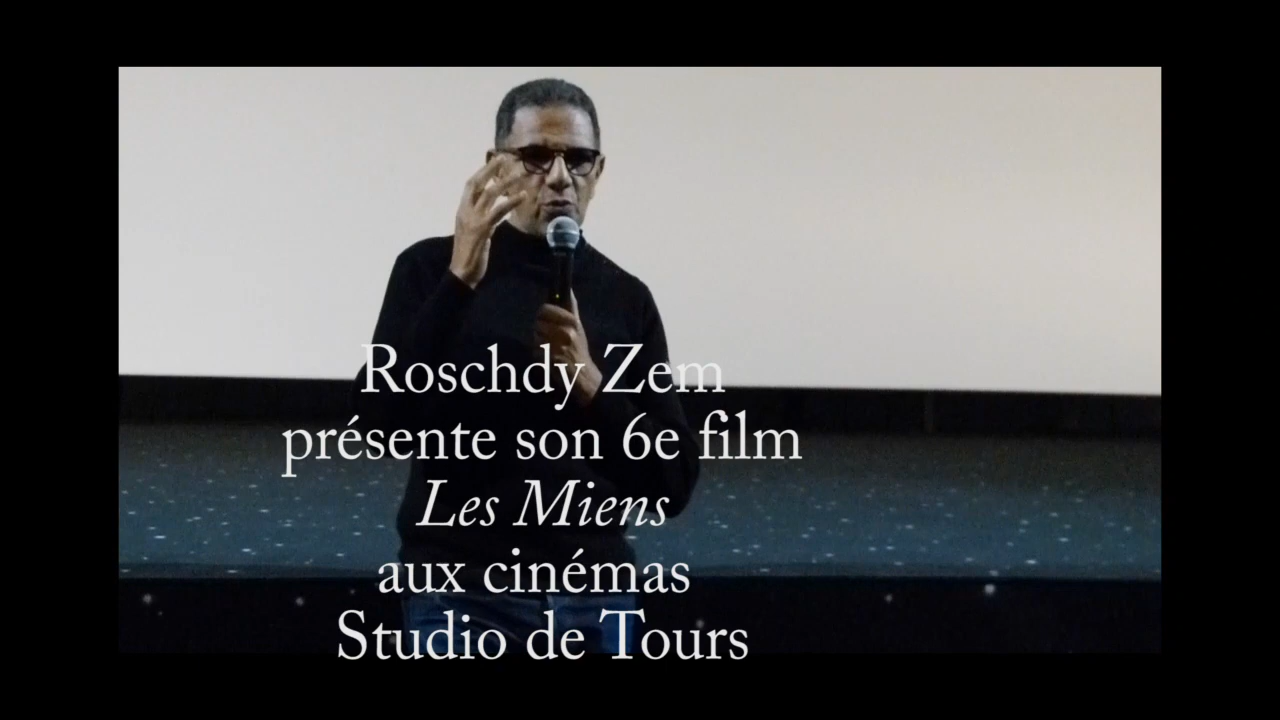 Roschdy Zem
présente son 6e film
Les Miens
aux cinémas
Studio de Tours